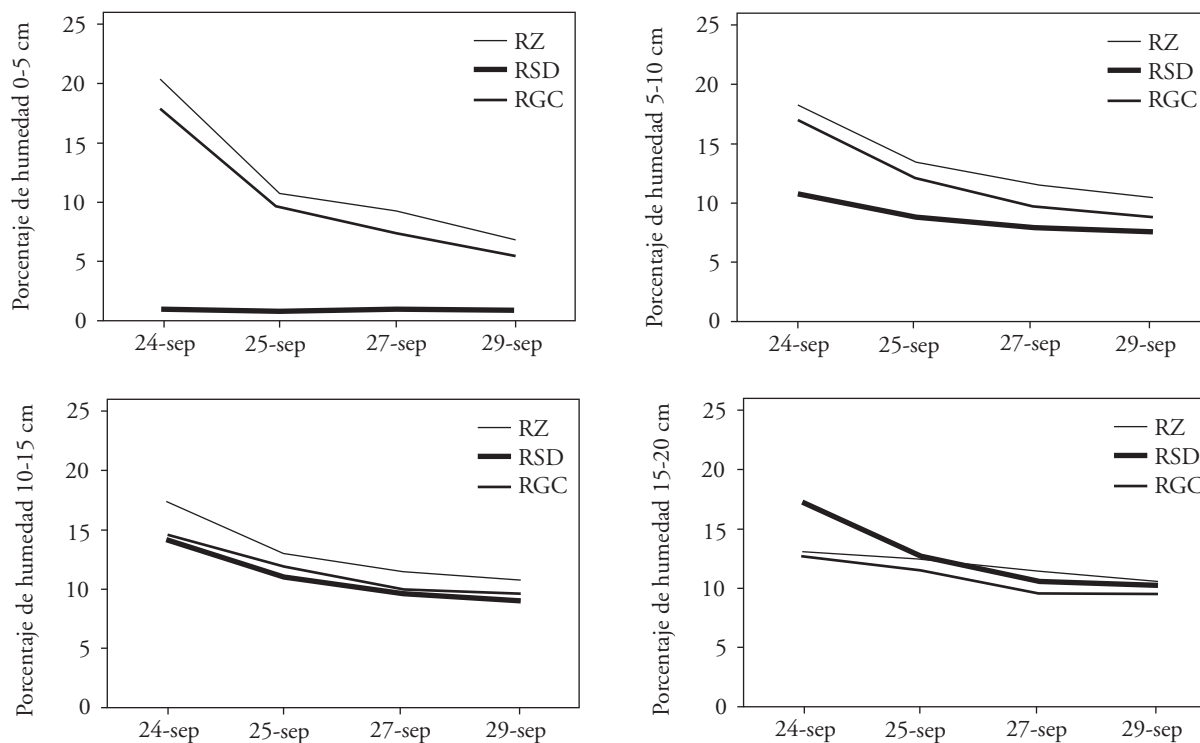 Porcentaje de humedad 0-5 cm
25
20
15
10
5
0
RZ
RSD
RGC
24-sep
25-sep
27-sep
29-sep
Porcentaje de humedad 5-10 cm
25
20
15
10
5
0
RZ
RSD
RGC
24-sep
25-sep
27-sep
29-sep
Porcentaje de humedad 10-15 cm
25
20
15
10
5
0
RZ
RSD
RGC
24-sep
25-sep
27-sep
29-sep
Porcentaje de humedad 15-20 cm
25
20
15
10
5
0
RZ
RSD
RGC
24-sep
25-sep
27-sep
29-sep